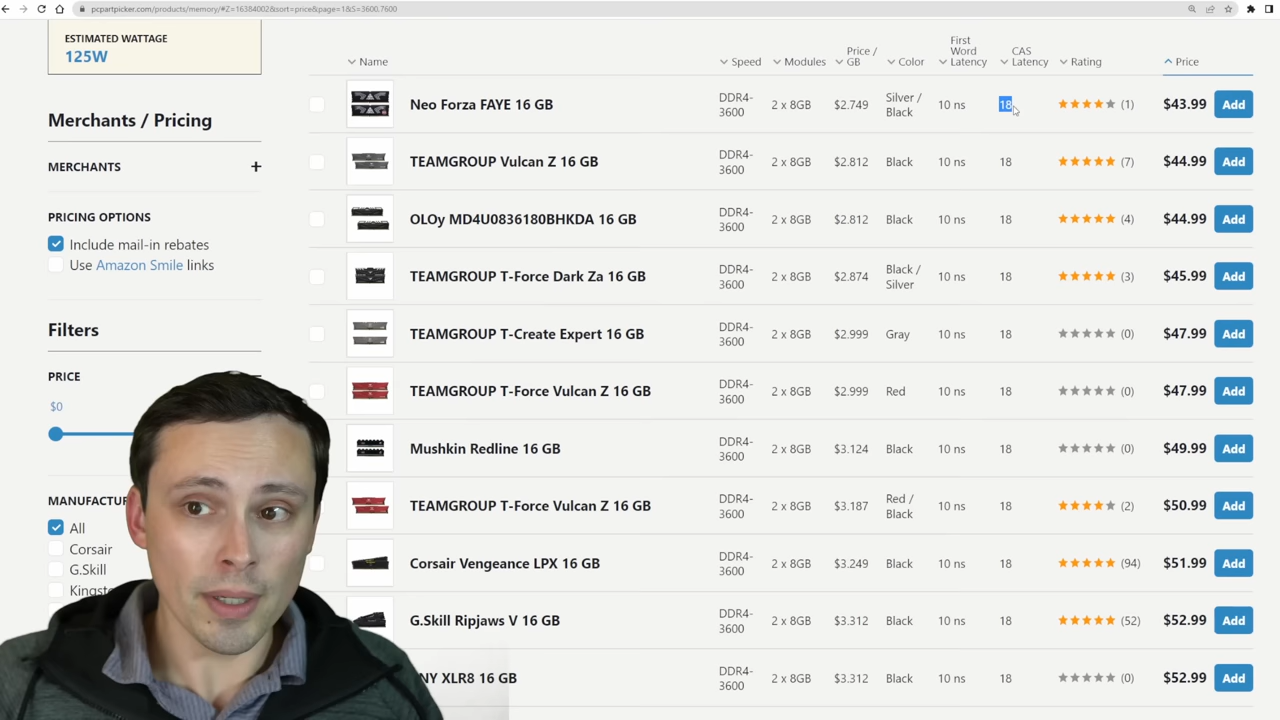 pcpartpicker.com/products/memory/#Z=16384002&sort=price&page=1&S=3600,7600
ESTIMATED WATTAGE
125W
Merchants / Pricing
MERCHANTS +
PRICING OPTIONS
Include mail-in rebates
Use Amazon Smile links
Filters
PRICE
$0
MANUFACTUR
All
Corsair
G.Skill
Kingst
Name Speed Modules Price / GB Color First Word Latency CAS Latency Rating Price
Neo Forza FAYE 16 GB DDR4-3600 2 x 8GB $2.749 Silver / Black 10 ns 18 (1) $43.99 Add
TEAMGROUP Vulcan Z 16 GB DDR4-3600 2 x 8GB $2.812 Black 10 ns 18 (7) $44.99 Add
OLOy MD4U0836180BHKDA 16 GB DDR4-3600 2 x 8GB $2.812 Black 10 ns 18 (4) $44.99 Add
TEAMGROUP T-Force Dark Za 16 GB DDR4-3600 2 x 8GB $2.874 Black / Silver 10 ns 18 (3) $45.99 Add
TEAMGROUP T-Create Expert 16 GB DDR4-3600 2 x 8GB $2.999 Gray 10 ns 18 (0) $47.99 Add
TEAMGROUP T-Force Vulcan Z 16 GB DDR4-3600 2 x 8GB $2.999 Red 10 ns 18 (0) $47.99 Add
Mushkin Redline 16 GB DDR4-3600 2 x 8GB $3.124 Black 10 ns 18 (0) $49.99 Add
TEAMGROUP T-Force Vulcan Z 16 GB DDR4-3600 2 x 8GB $3.187 Red / Black 10 ns 18 (2) $50.99 Add
Corsair Vengeance LPX 16 GB DDR4-3600 2 x 8GB $3.249 Black 10 ns 18 (94) $51.99 Add
G.Skill Ripjaws V 16 GB DDR4-3600 2 x 8GB $3.312 Black 10 ns 18 (52) $52.99 Add
NY XLR8 16 GB DDR4-3600 2 x 8GB $3.312 Black 10 ns 18 (0) $52.99 Add